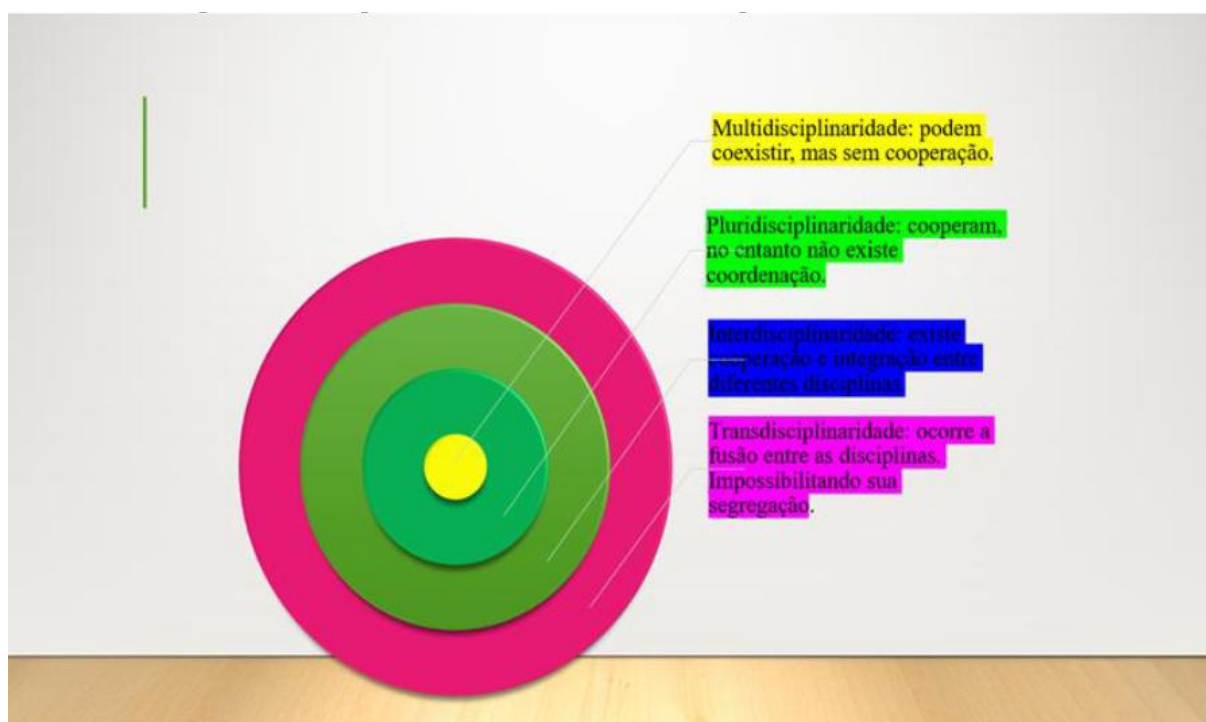 Multidisciplinaridade: podem
coexistir, mas sem cooperação.
Pluridisciplinaridade: cooperam,
no cntanto não existe
coordenação.
Interdisciplinaridade: existe
cooperação e integração entre
diferentes disciplinas
Transdisciplinaridade: ocorre a
fusão entre as disciplinas.
Impossibilitando sua
segregação.